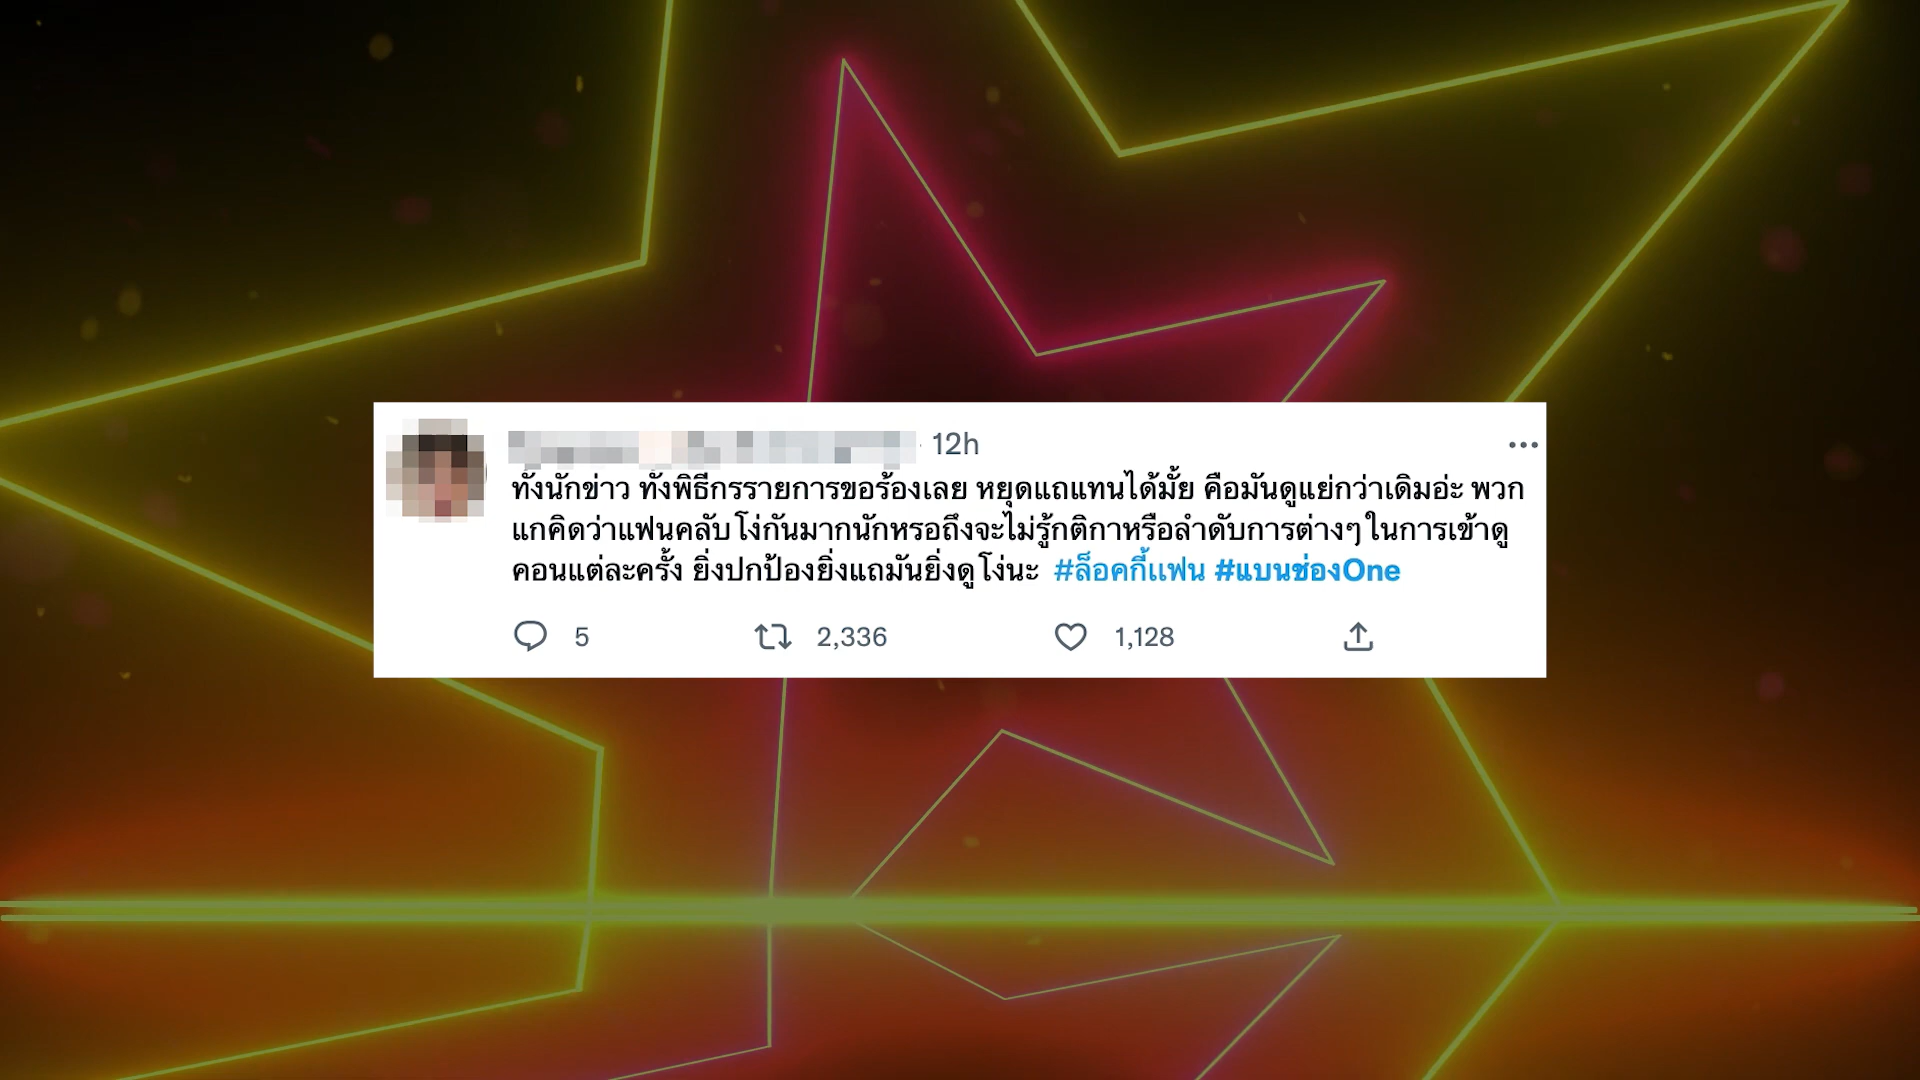 12h
ทั้งนักข่าว ทั้งพิธีกรรายการขอร้องเลย หยุดแถแทนได้มั้ย คือมันดูแย่กว่าเดิมอ่ะ พวก
แกคิดว่าแฟนคลับโง่กันมากนักหรอถึงจะไม่รู้กติกาหรือลำดับการต่างๆ ในการเข้าดู
คอนแต่ละครั้ง ยิ่งปกป้องยิ่งแถมันยิ่งดูโง่นะ #ล็อคกี้แฟน #แบนช่องOne
5 2,336 1,128